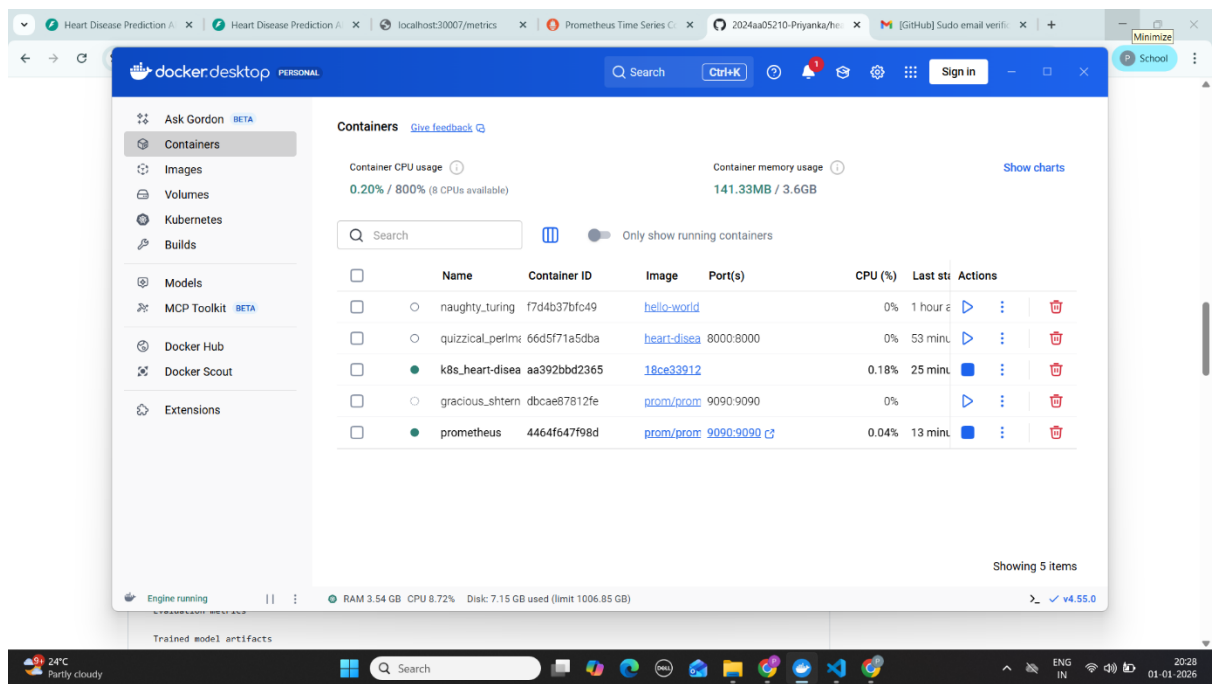 Heart Disease Prediction A
Heart Disease Prediction A
localhost:30007/metrics
Prometheus Time Series Co
2024aa05210-Priyanka/hea
[GitHub] Sudo email verific
Minimize
P School
docker.desktop PERSONAL
Search Ctrl+K
1
Sign in
Ask Gordon BETA
Containers
Images
Volumes
Kubernetes
Builds
Models
MCP Toolkit BETA
Docker Hub
Docker Scout
Extensions
Containers Give feedback
Container CPU usage
0.20% / 800% (8 CPUs available)
Container memory usage
141.33MB / 3.6GB
Show charts
Search
Only show running containers
Name Container ID Image Port(s) CPU (%) Last sta Actions
naughty_turing f7d4b37bfc49 hello-world 0% 1 hour a
quizzical_perlma 66d5f71a5dba heart-disea 8000:8000 0% 53 minu
k8s_heart-disea aa392bbd2365 18ce33912 0.18% 25 minu
gracious_shtern dbcae87812fe prom/prom 9090:9090 0%
prometheus 4464f647f98d prom/prom 9090:9090 0.04% 13 minu
Showing 5 items
Engine running
RAM 3.54 GB CPU 8.72% Disk: 7.15 GB used (limit 1006.85 GB)
v4.55.0
Evaluation metrics
Trained model artifacts
9+
24°C
Partly cloudy
Search
DELL
ENG
IN
20:28
01-01-2026